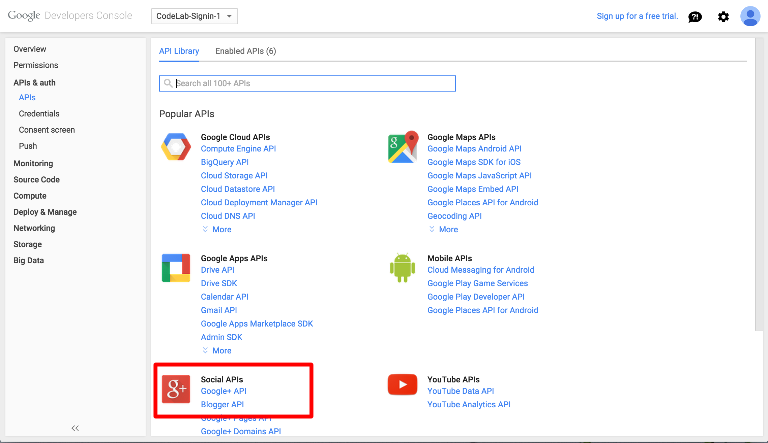 Google Developers Console
CodeLab-Signin-1
Sign up for a free trial.
Overview
Permissions
APIs & auth
APIs
Credentials
Consent screen
Push
Monitoring
Source Code
Compute
Deploy & Manage
Networking
Storage
Big Data
API Library
Enabled APIs (6)
Search all 100+ APIs
Popular APIs
Google Cloud APIs
Compute Engine API
BigQuery API
Cloud Storage API
Cloud Datastore API
Cloud Deployment Manager API
Cloud DNS API
More
Google Maps APIs
Google Maps Android API
Google Maps SDK for iOS
Google Maps JavaScript API
Google Maps Embed API
Google Places API for Android
Geocoding API
More
Google Apps APIs
Drive API
Drive SDK
Calendar API
Gmail API
Google Apps Marketplace SDK
Admin SDK
More
Mobile APIs
Cloud Messaging for Android
Google Play Game Services
Google Play Developer API
Google Places API for Android
g+
Social APIs
Google+ API
Blogger API
Google+ Pages API
Google+ Domains API
YouTube APIs
YouTube Data API
YouTube Analytics API